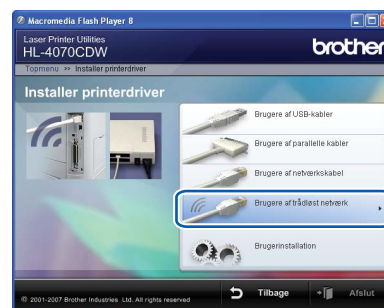 Macromedia Flash Player 8
Laser Printer Utilities
HL-4070CDW
brother
Topmenu >> Installer printerdriver
Installer printerdriver
Brugere af USB-kabler
Brugere af parallelle kabler
Brugere af netværkskabel
Brugere af trådløst netværk
Brugerinstallation
© 2001-2007 Brother Industries Ltd. All rights reserved
Tilbage
Afslut